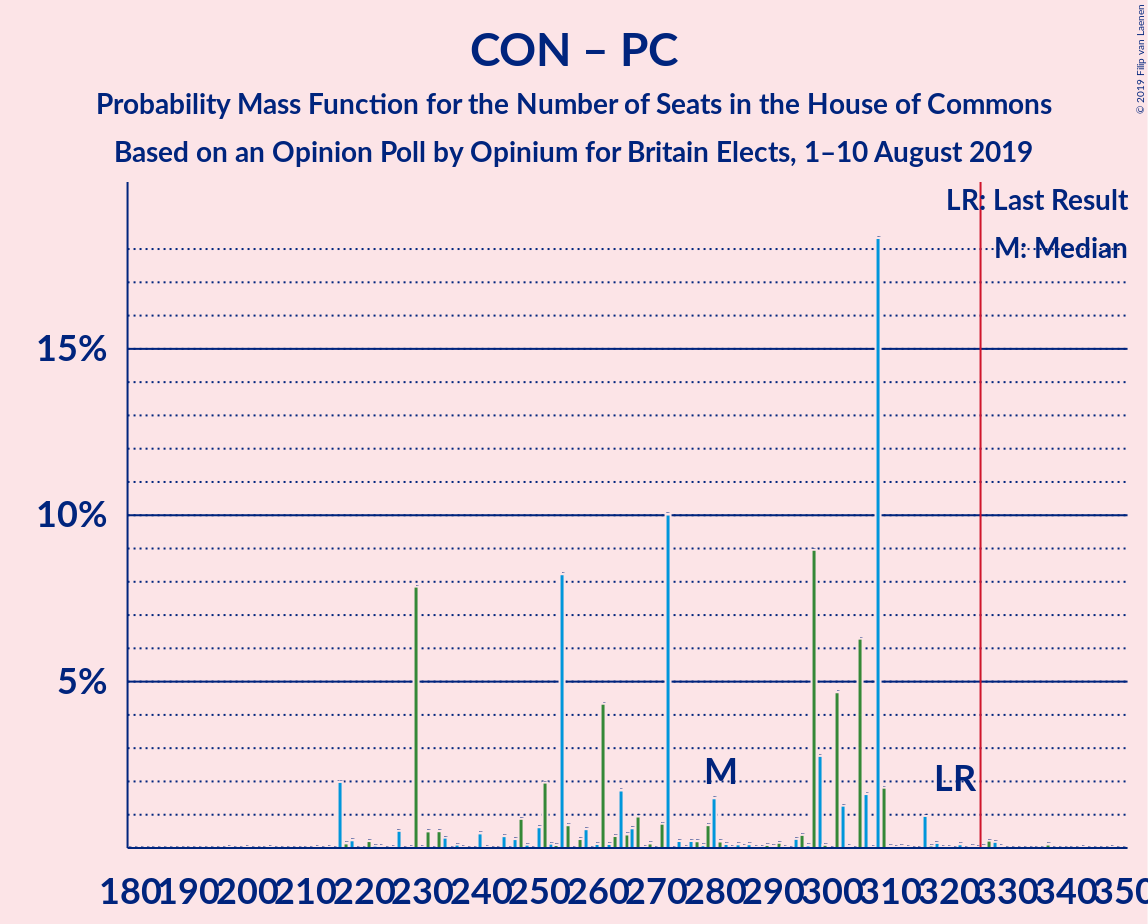 CON – PC
Probability Mass Function for the Number of Seats in the House of Commons
Based on an Opinion Poll by Opinium for Britain Elects, 1–10 August 2019
© 2019 Filip van Laenen
LR: Last Result
M: Median
15%
10%
5%
M
LR
180 190 200 210 220 230 240 250 260 270 280 290 300 310 320 330 340 350